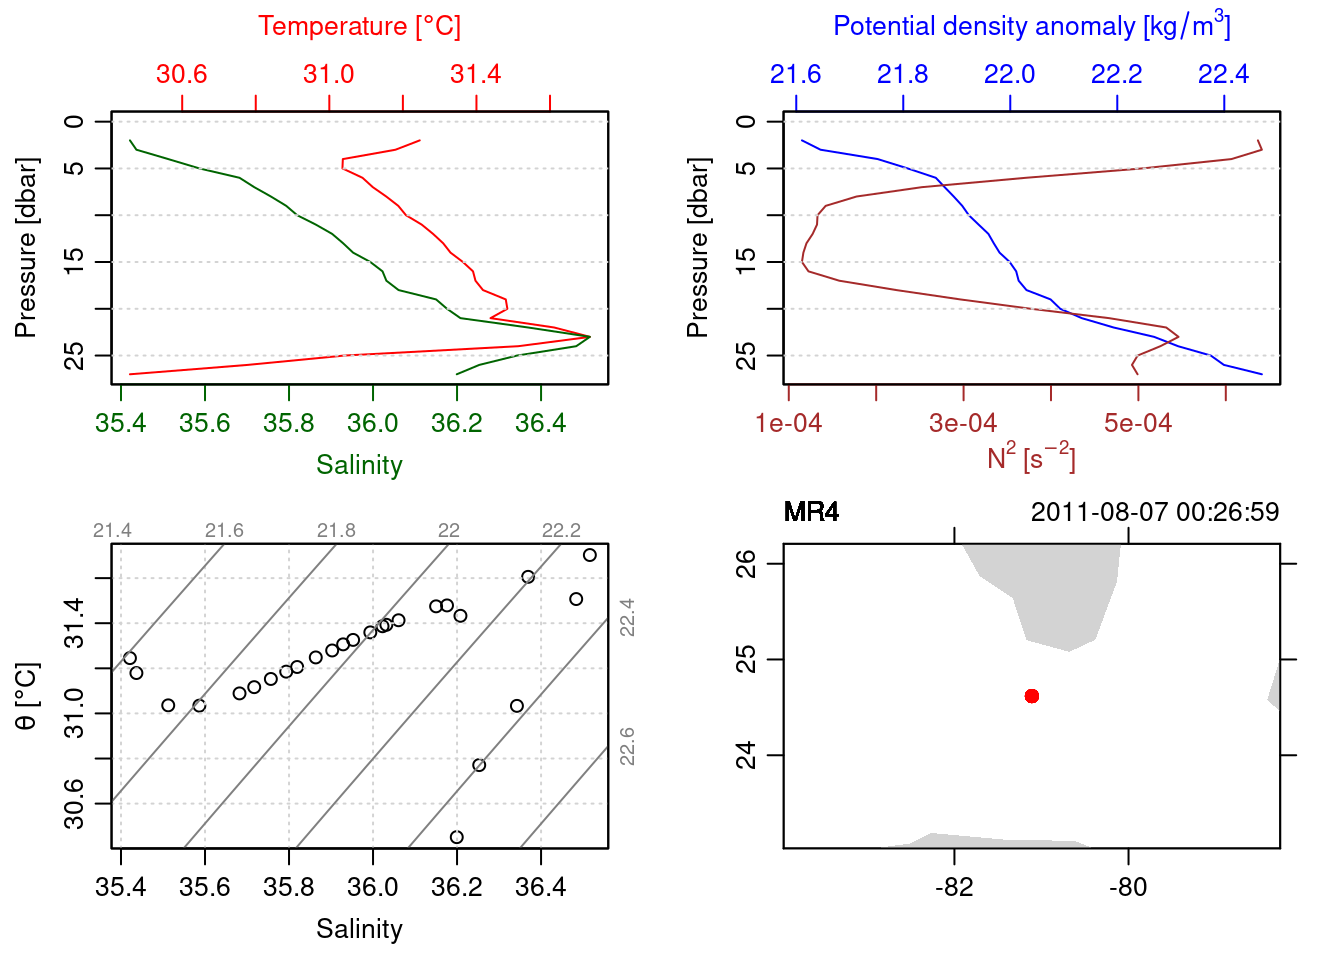 Temperature [°C]
30.6 31.0 31.4
Pressure [dbar]
0
5
15
25
35.4 35.6 35.8 36.0 36.2 36.4
Salinity
Potential density anomaly [kg/m³]
21.6 21.8 22.0 22.2 22.4
Pressure [dbar]
0
5
15
25
1e-04 3e-04 5e-04
N² [s⁻²]
21.4 21.6 21.8 22 22.2
22.4
22.6
θ [°C]
31.4
31.0
30.6
35.4 35.6 35.8 36.0 36.2 36.4
Salinity
MR4 2011-08-07 00:26:59
26
25
24
-82 -80